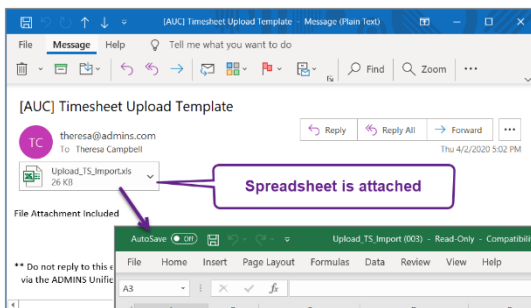 [AUC] Timesheet Upload Template - Message (Plain Text)
File Message Help Tell me what you want to do
Find Zoom
[AUC] Timesheet Upload Template
TC
theresa@admins.com
To Theresa Campbell
Reply Reply All Forward
Thu 4/2/2020 5:02 PM
Upload_TS_Import.xls
26 KB
Spreadsheet is attached
File Attachment Included
AutoSave Off Upload_TS_Import (003) - Read-Only - Compatibili
File Home Insert Page Layout Formulas Data Review View Help
** Do not reply to this e
via the ADMINS Unifie
A3 fx